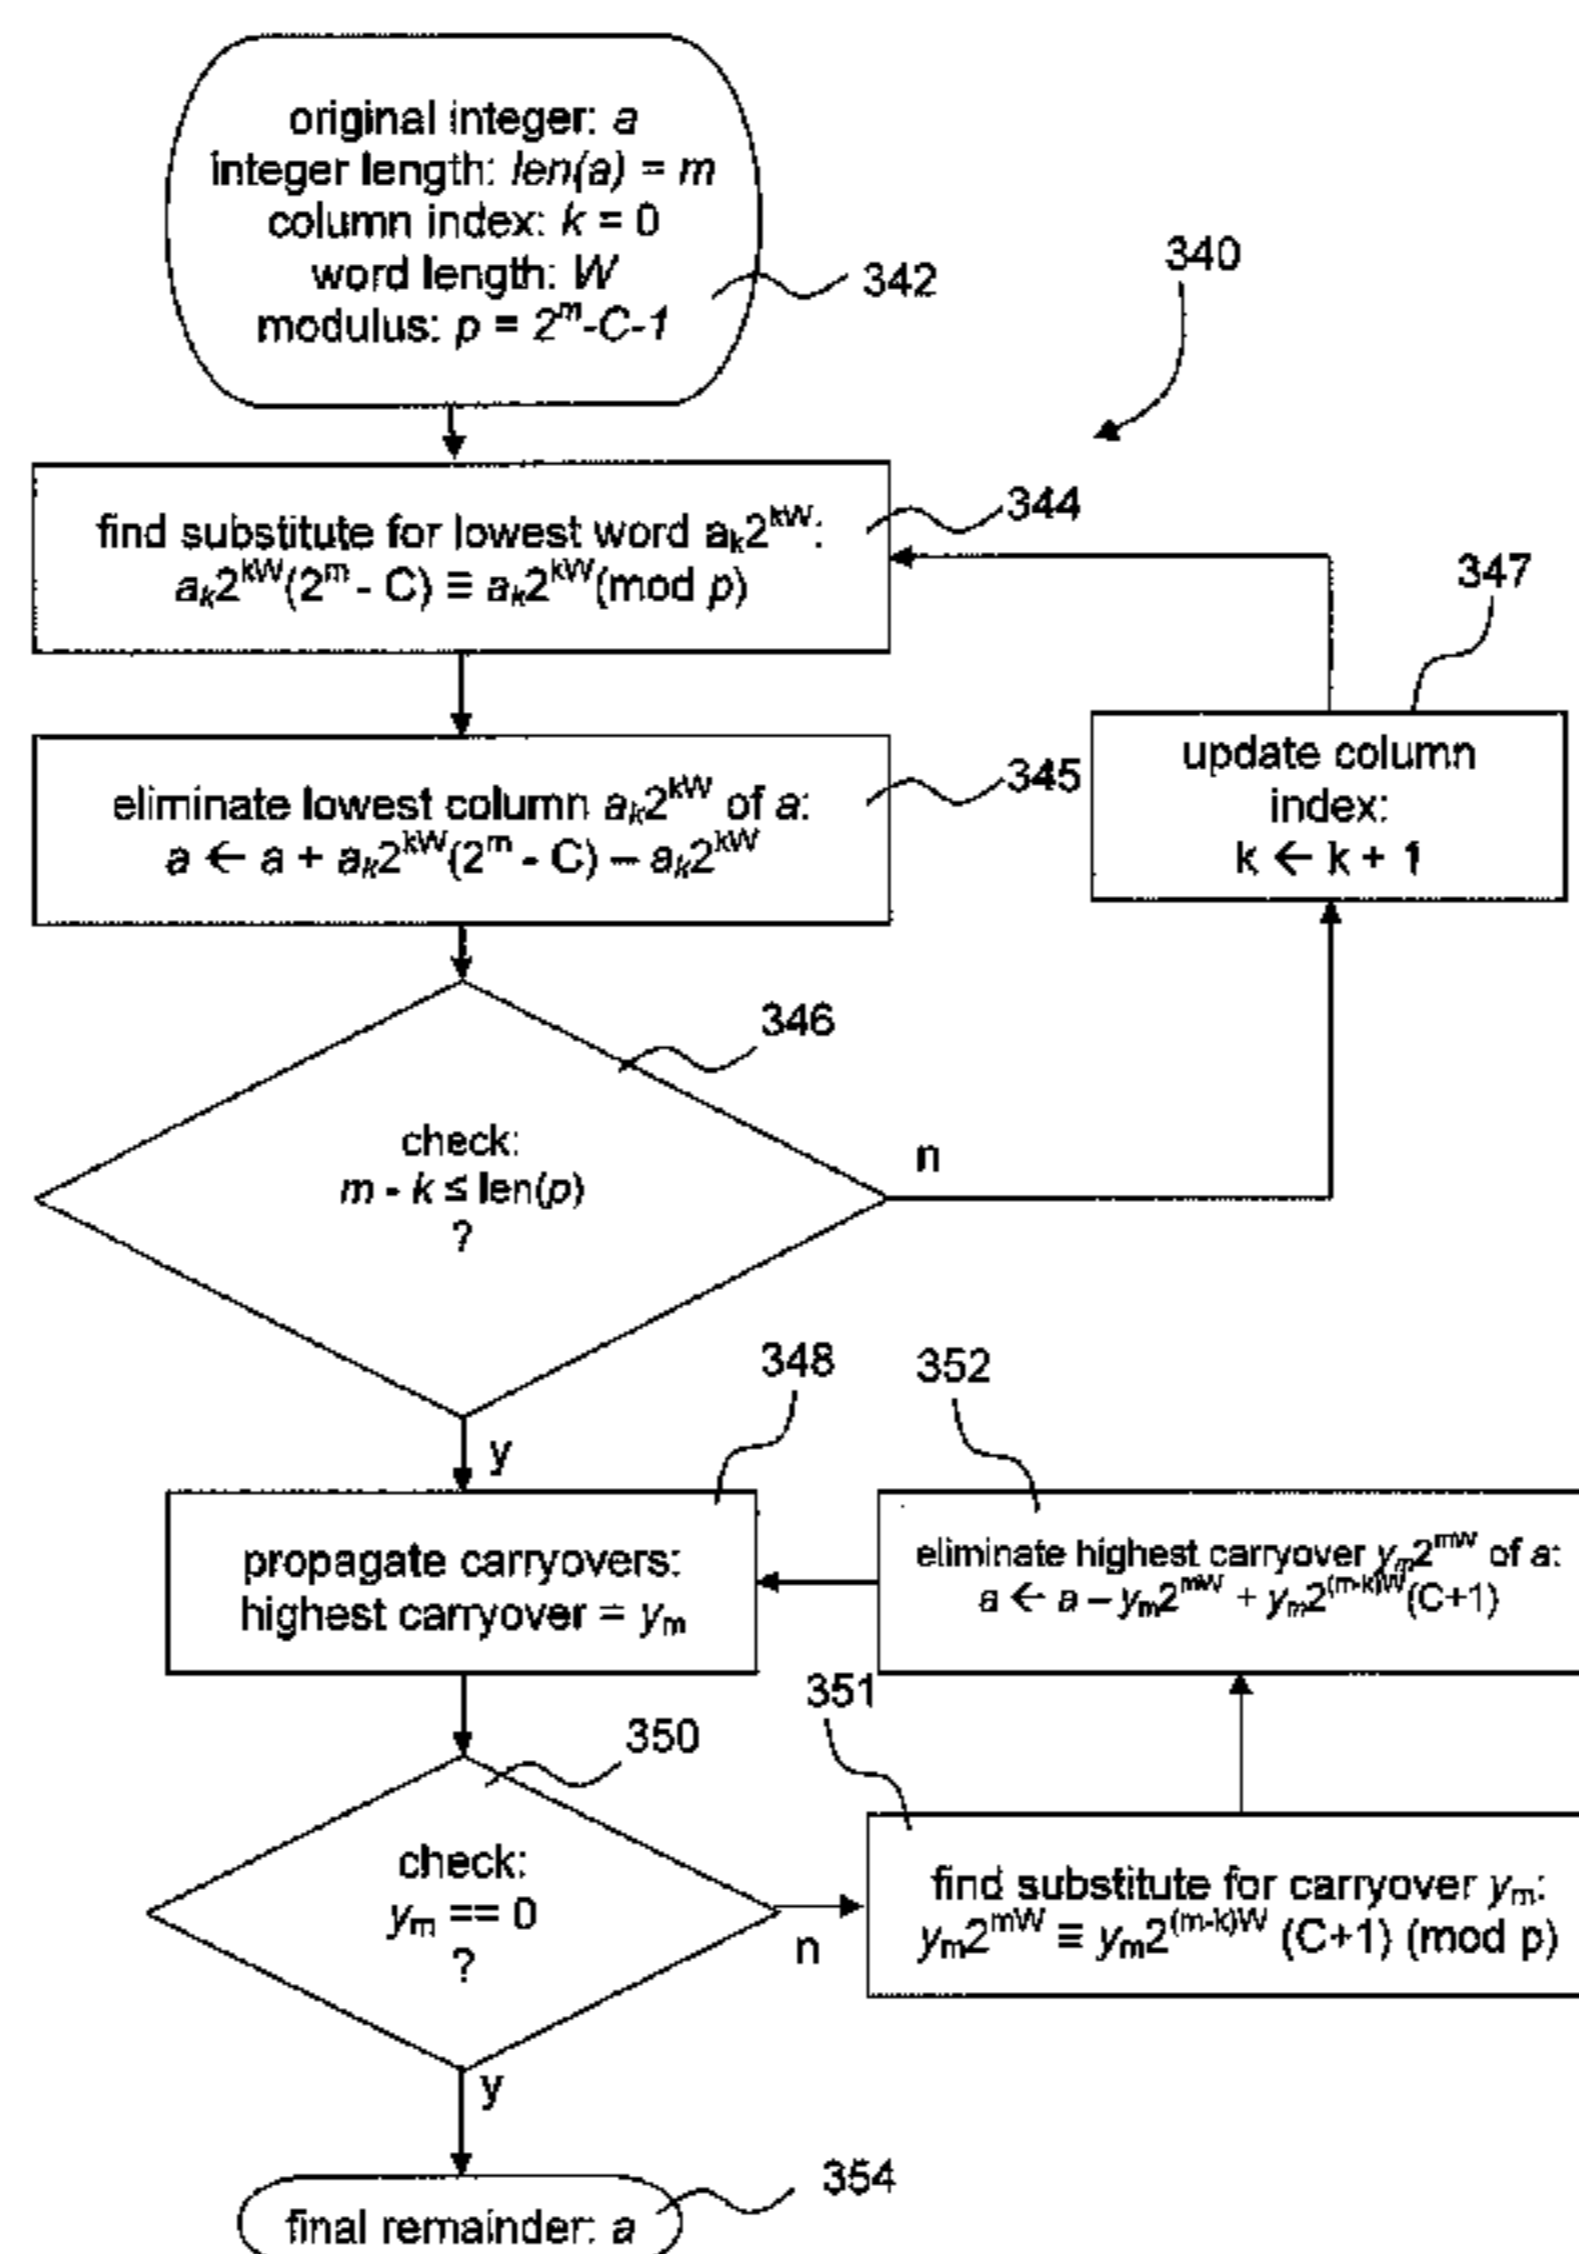 original integer: a
integer length: len(a) = m
column index: k = 0
word length: W
modulus: p = 2^m-C-1
342
340
find substitute for lowest word a_k2^kW:
a_k2^kW(2^m - C) ≡ a_k2^kW(mod p)
344
347
update column
index:
k ← k + 1
eliminate lowest column a_k2^kW of a:
a ← a + a_k2^kW(2^m - C) – a_k2^kW
345
346
check:
m - k ≤ len(p)
?
n
y
348
352
propagate carryovers:
highest carryover = y_m
eliminate highest carryover y_m2^mW of a:
a ← a – y_m2^mW + y_m2^(m-k)W(C+1)
351
350
check:
y_m == 0
?
n
find substitute for carryover y_m:
y_m2^mW ≡ y_m2^(m-k)W (C+1) (mod p)
y
354
final remainder: a